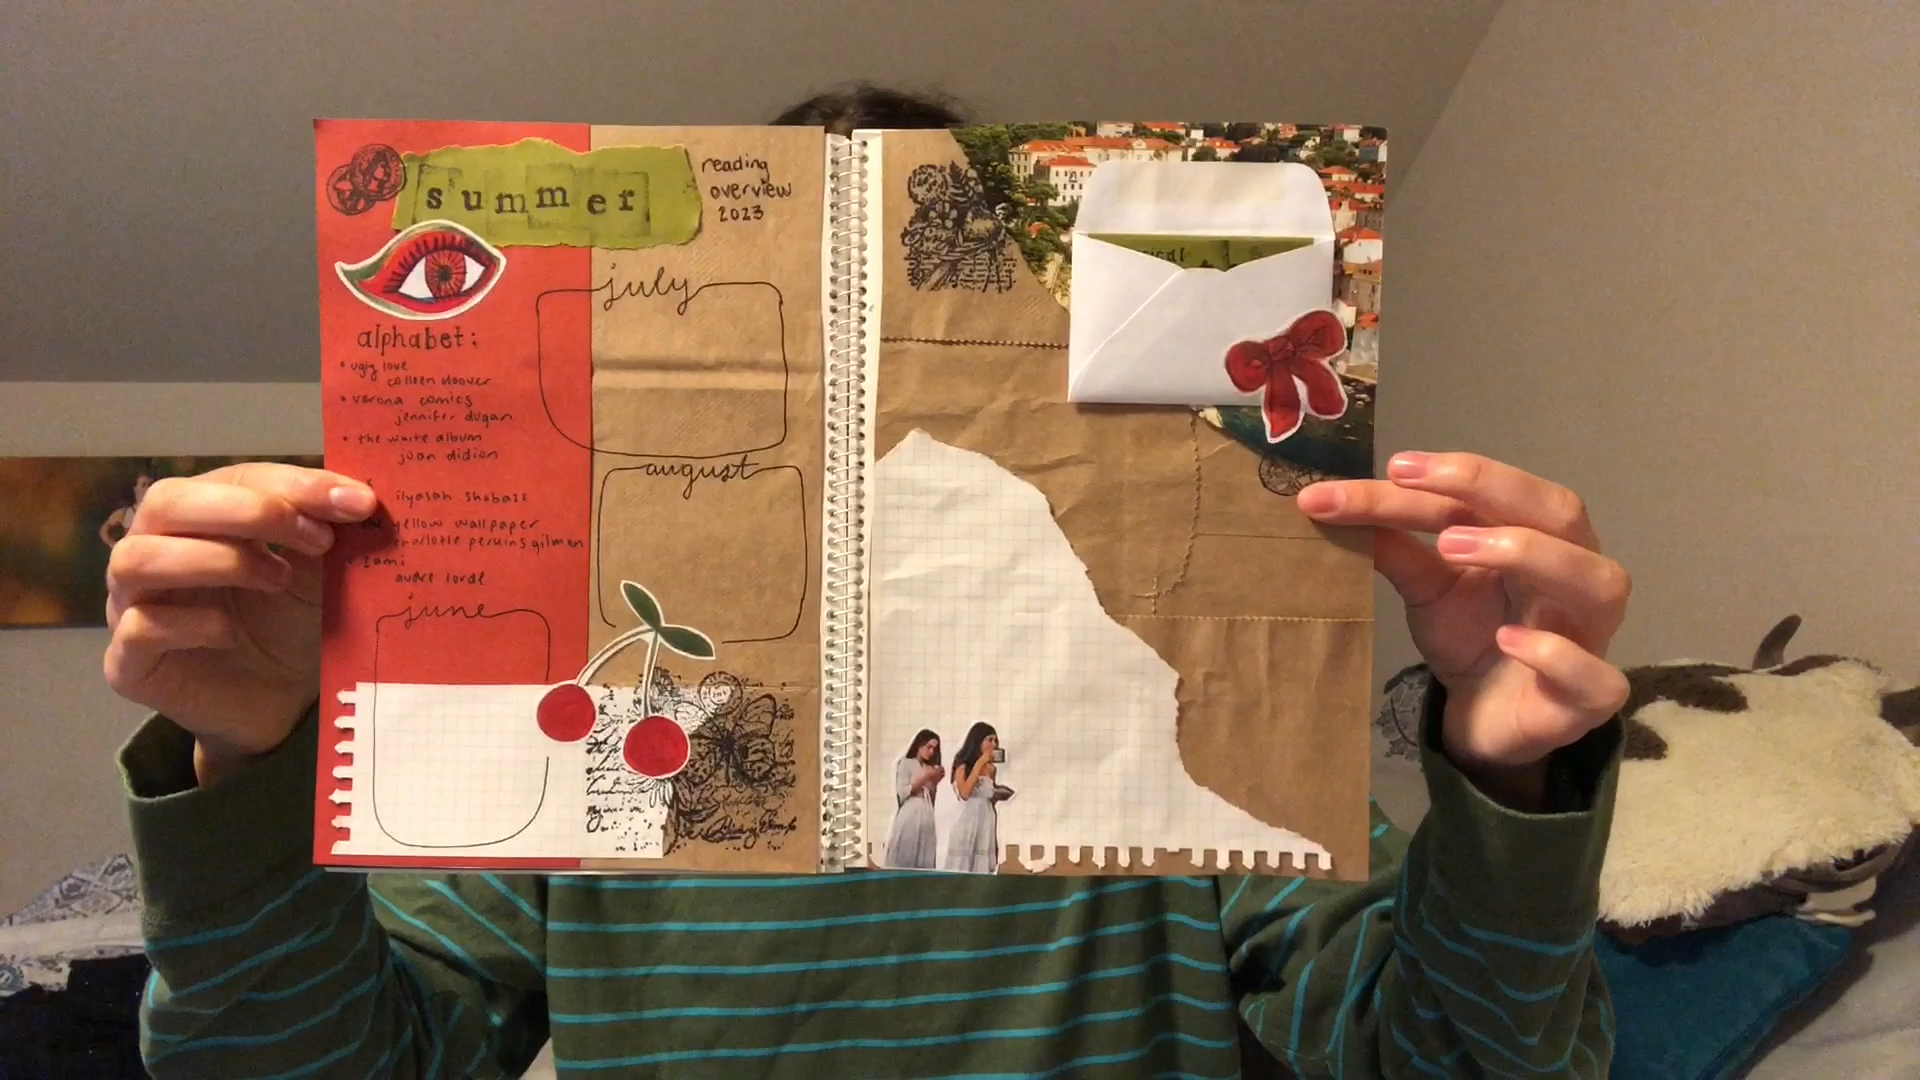 summer
reading
overview
2023
alphabet:
• ugly love
colleen hoover
• verona comics
jennifer dugan
• the white album
joan didion
x
ilyasah shabazz
the yellow wallpaper
charlotte perkins gilman
• zami
audre lorde
june
july
august